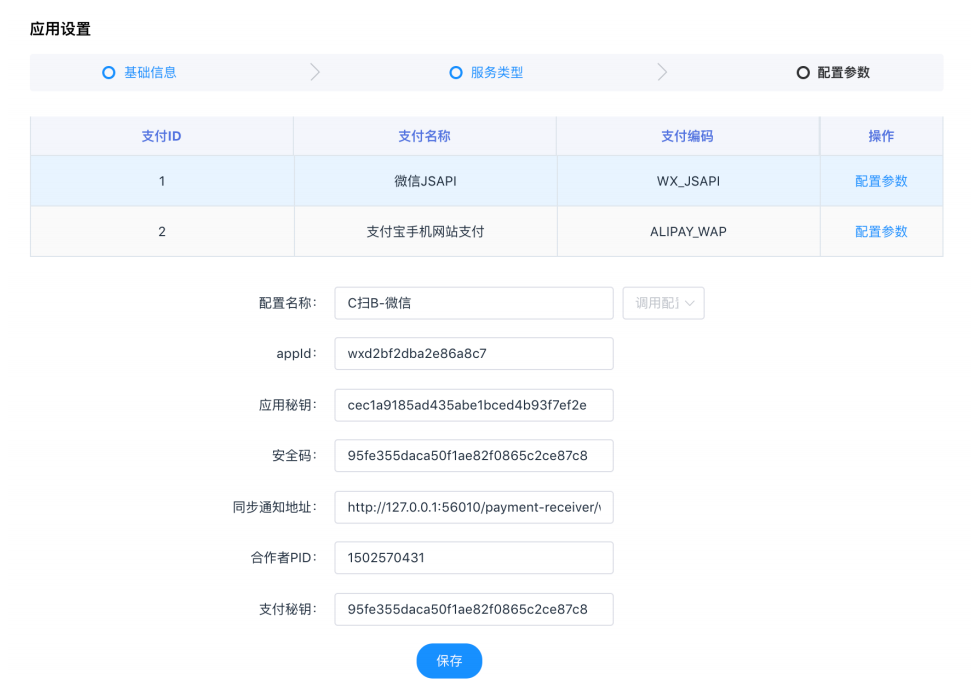 应用设置
基础信息 服务类型 配置参数
支付ID 支付名称 支付编码 操作
1 微信JSAPI WX_JSAPI 配置参数
2 支付宝手机网站支付 ALIPAY_WAP 配置参数
配置名称: C扫B-微信 调用配
appId: wxd2bf2dba2e86a8c7
应用秘钥: cec1a9185ad435abe1bced4b93f7ef2e
安全码: 95fe355daca50f1ae82f0865c2ce87c8
同步通知地址: http://127.0.0.1:56010/payment-receiver/
合作者PID: 1502570431
支付秘钥: 95fe355daca50f1ae82f0865c2ce87c8
保存